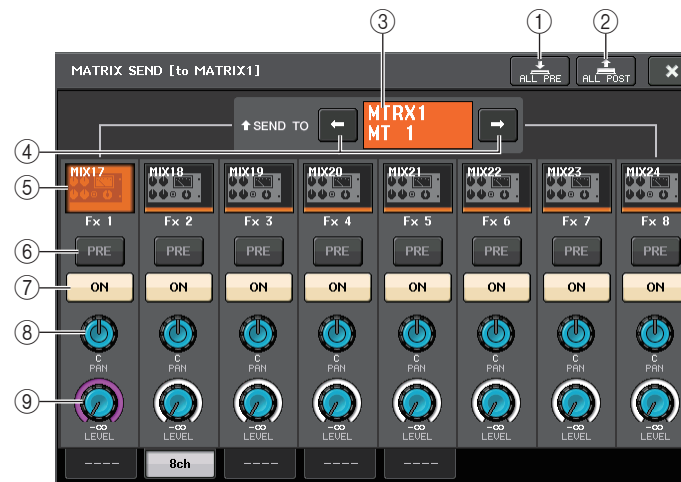 ① ② ③
MATRIX SEND [to MATRIX1]
ALL PRE
ALL POST
×
SEND TO
MTRX1
MT 1
④
⑤
MIX17 MIX18 MIX19 MIX20 MIX21 MIX22 MIX23 MIX24
Fx 1 Fx 2 Fx 3 Fx 4 Fx 5 Fx 6 Fx 7 Fx 8
⑥
PRE PRE PRE PRE PRE PRE PRE PRE
⑦
ON ON ON ON ON ON ON ON
⑧
C C C C C C C C
PAN PAN PAN PAN PAN PAN PAN PAN
⑨
-∞ -∞ -∞ -∞ -∞ -∞ -∞ -∞
LEVEL LEVEL LEVEL LEVEL LEVEL LEVEL LEVEL LEVEL
---- 8ch ---- ---- ----